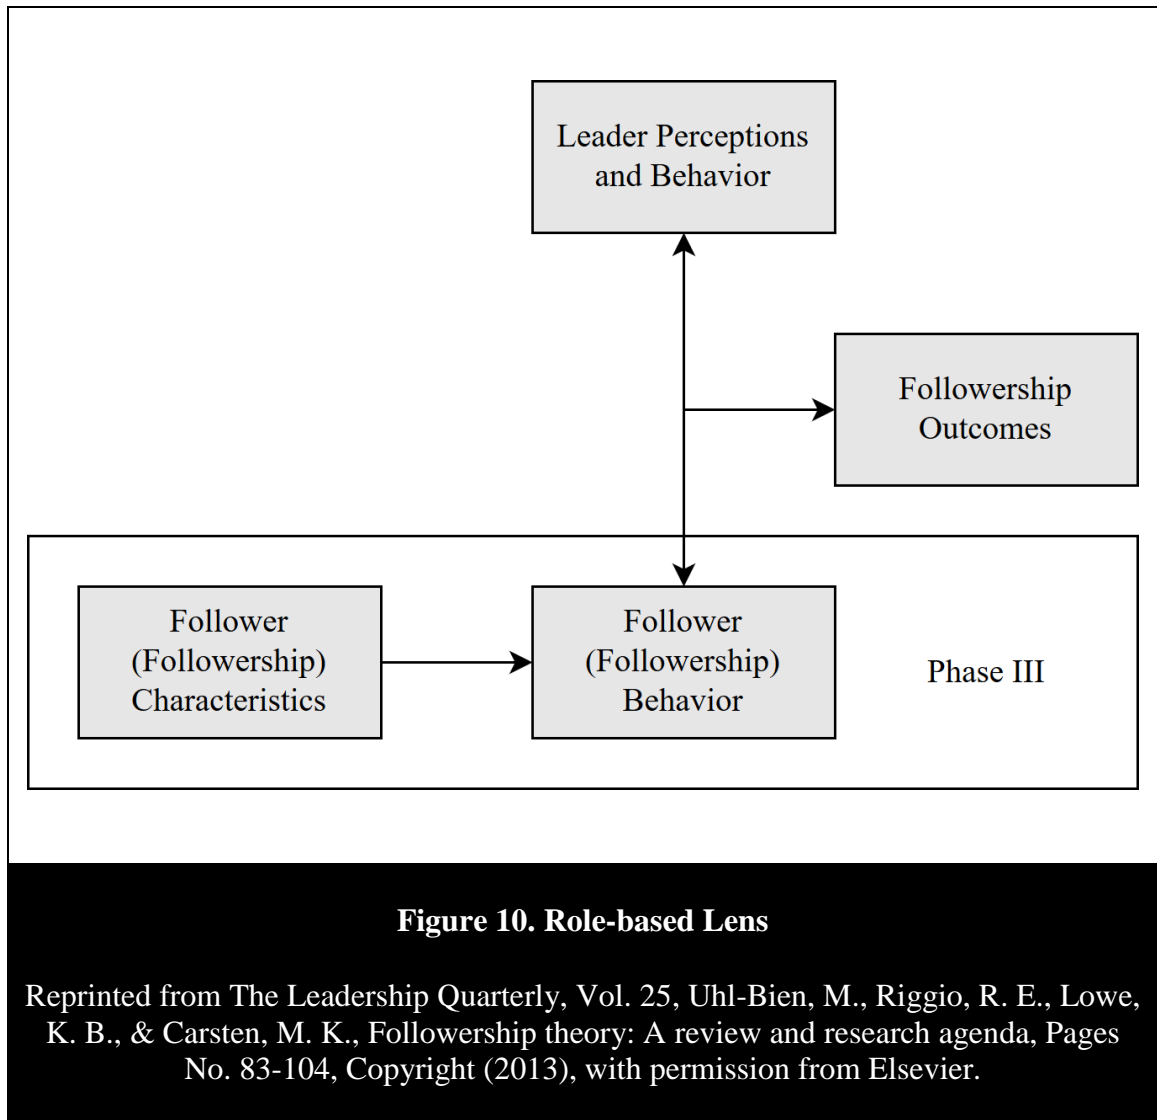 Leader Perceptions
and Behavior
Followership
Outcomes
Follower
(Followership)
Characteristics
Follower
(Followership)
Behavior
Phase III
Figure 10. Role-based Lens
Reprinted from The Leadership Quarterly, Vol. 25, Uhl-Bien, M., Riggio, R. E., Lowe,
K. B., & Carsten, M. K., Followership theory: A review and research agenda, Pages
No. 83-104, Copyright (2013), with permission from Elsevier.